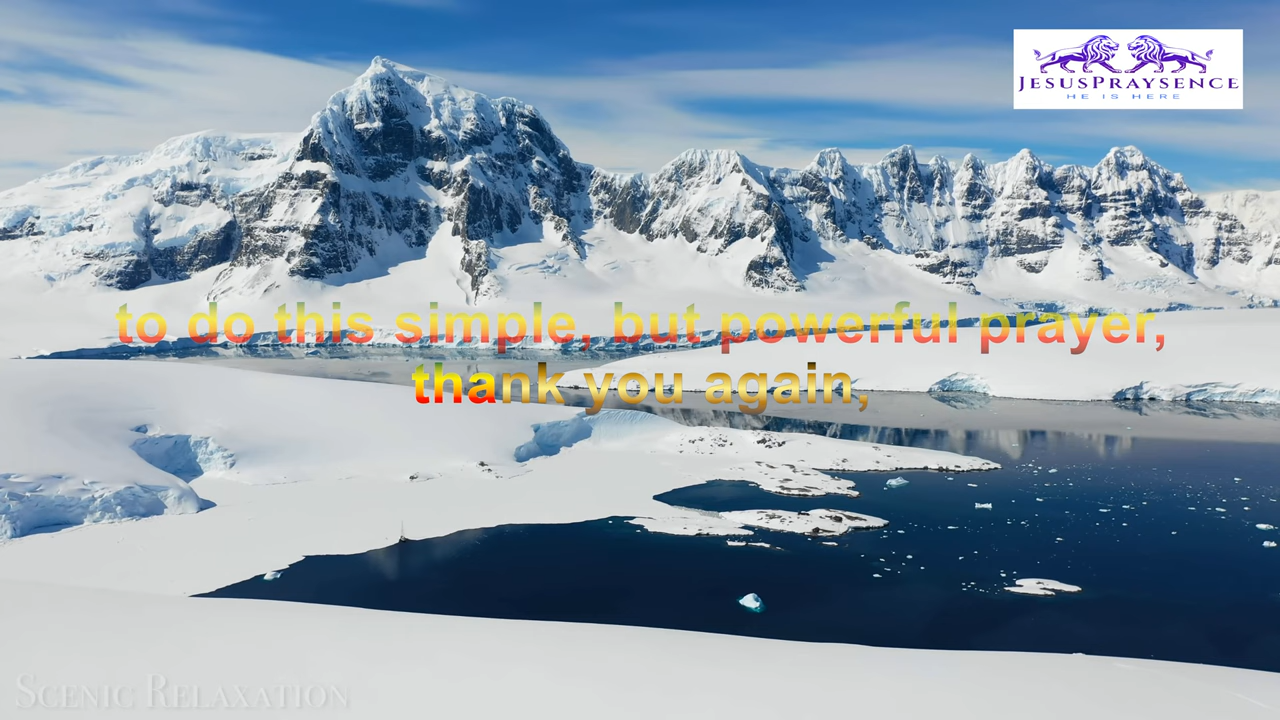 JesusPraysence
HE IS HERE
to do this simple, but powerful prayer,
thank you again,
Scenic Relaxation